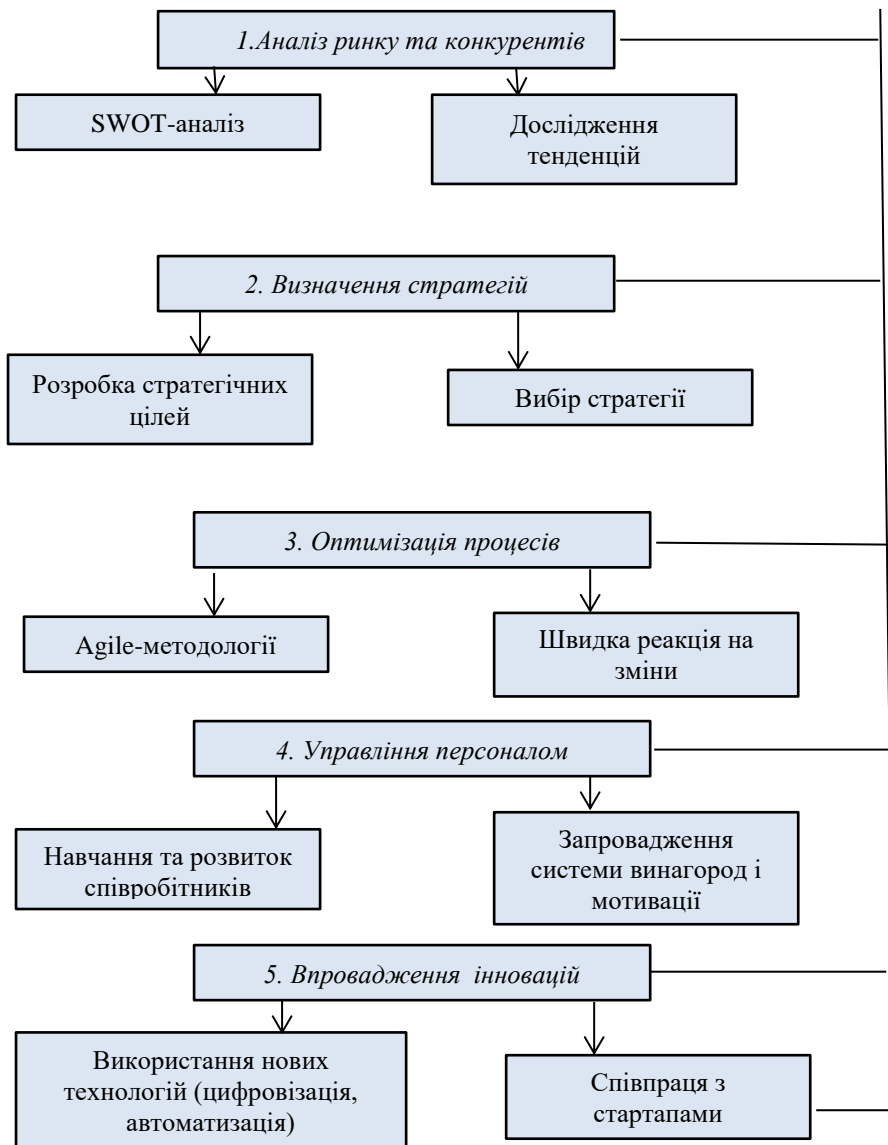 1.Аналіз ринку та конкурентів
SWOT-аналіз
Дослідження
тенденцій
2. Визначення стратегій
Розробка стратегічних
цілей
Вибір стратегії
3. Оптимізація процесів
Agile-методології
Швидка реакція на
зміни
4. Управління персоналом
Навчання та розвиток
співробітників
Запровадження
системи винагород і
мотивації
5. Впровадження інновацій
Використання нових
технологій (цифровізація,
автоматизація)
Співпраця з
стартапами